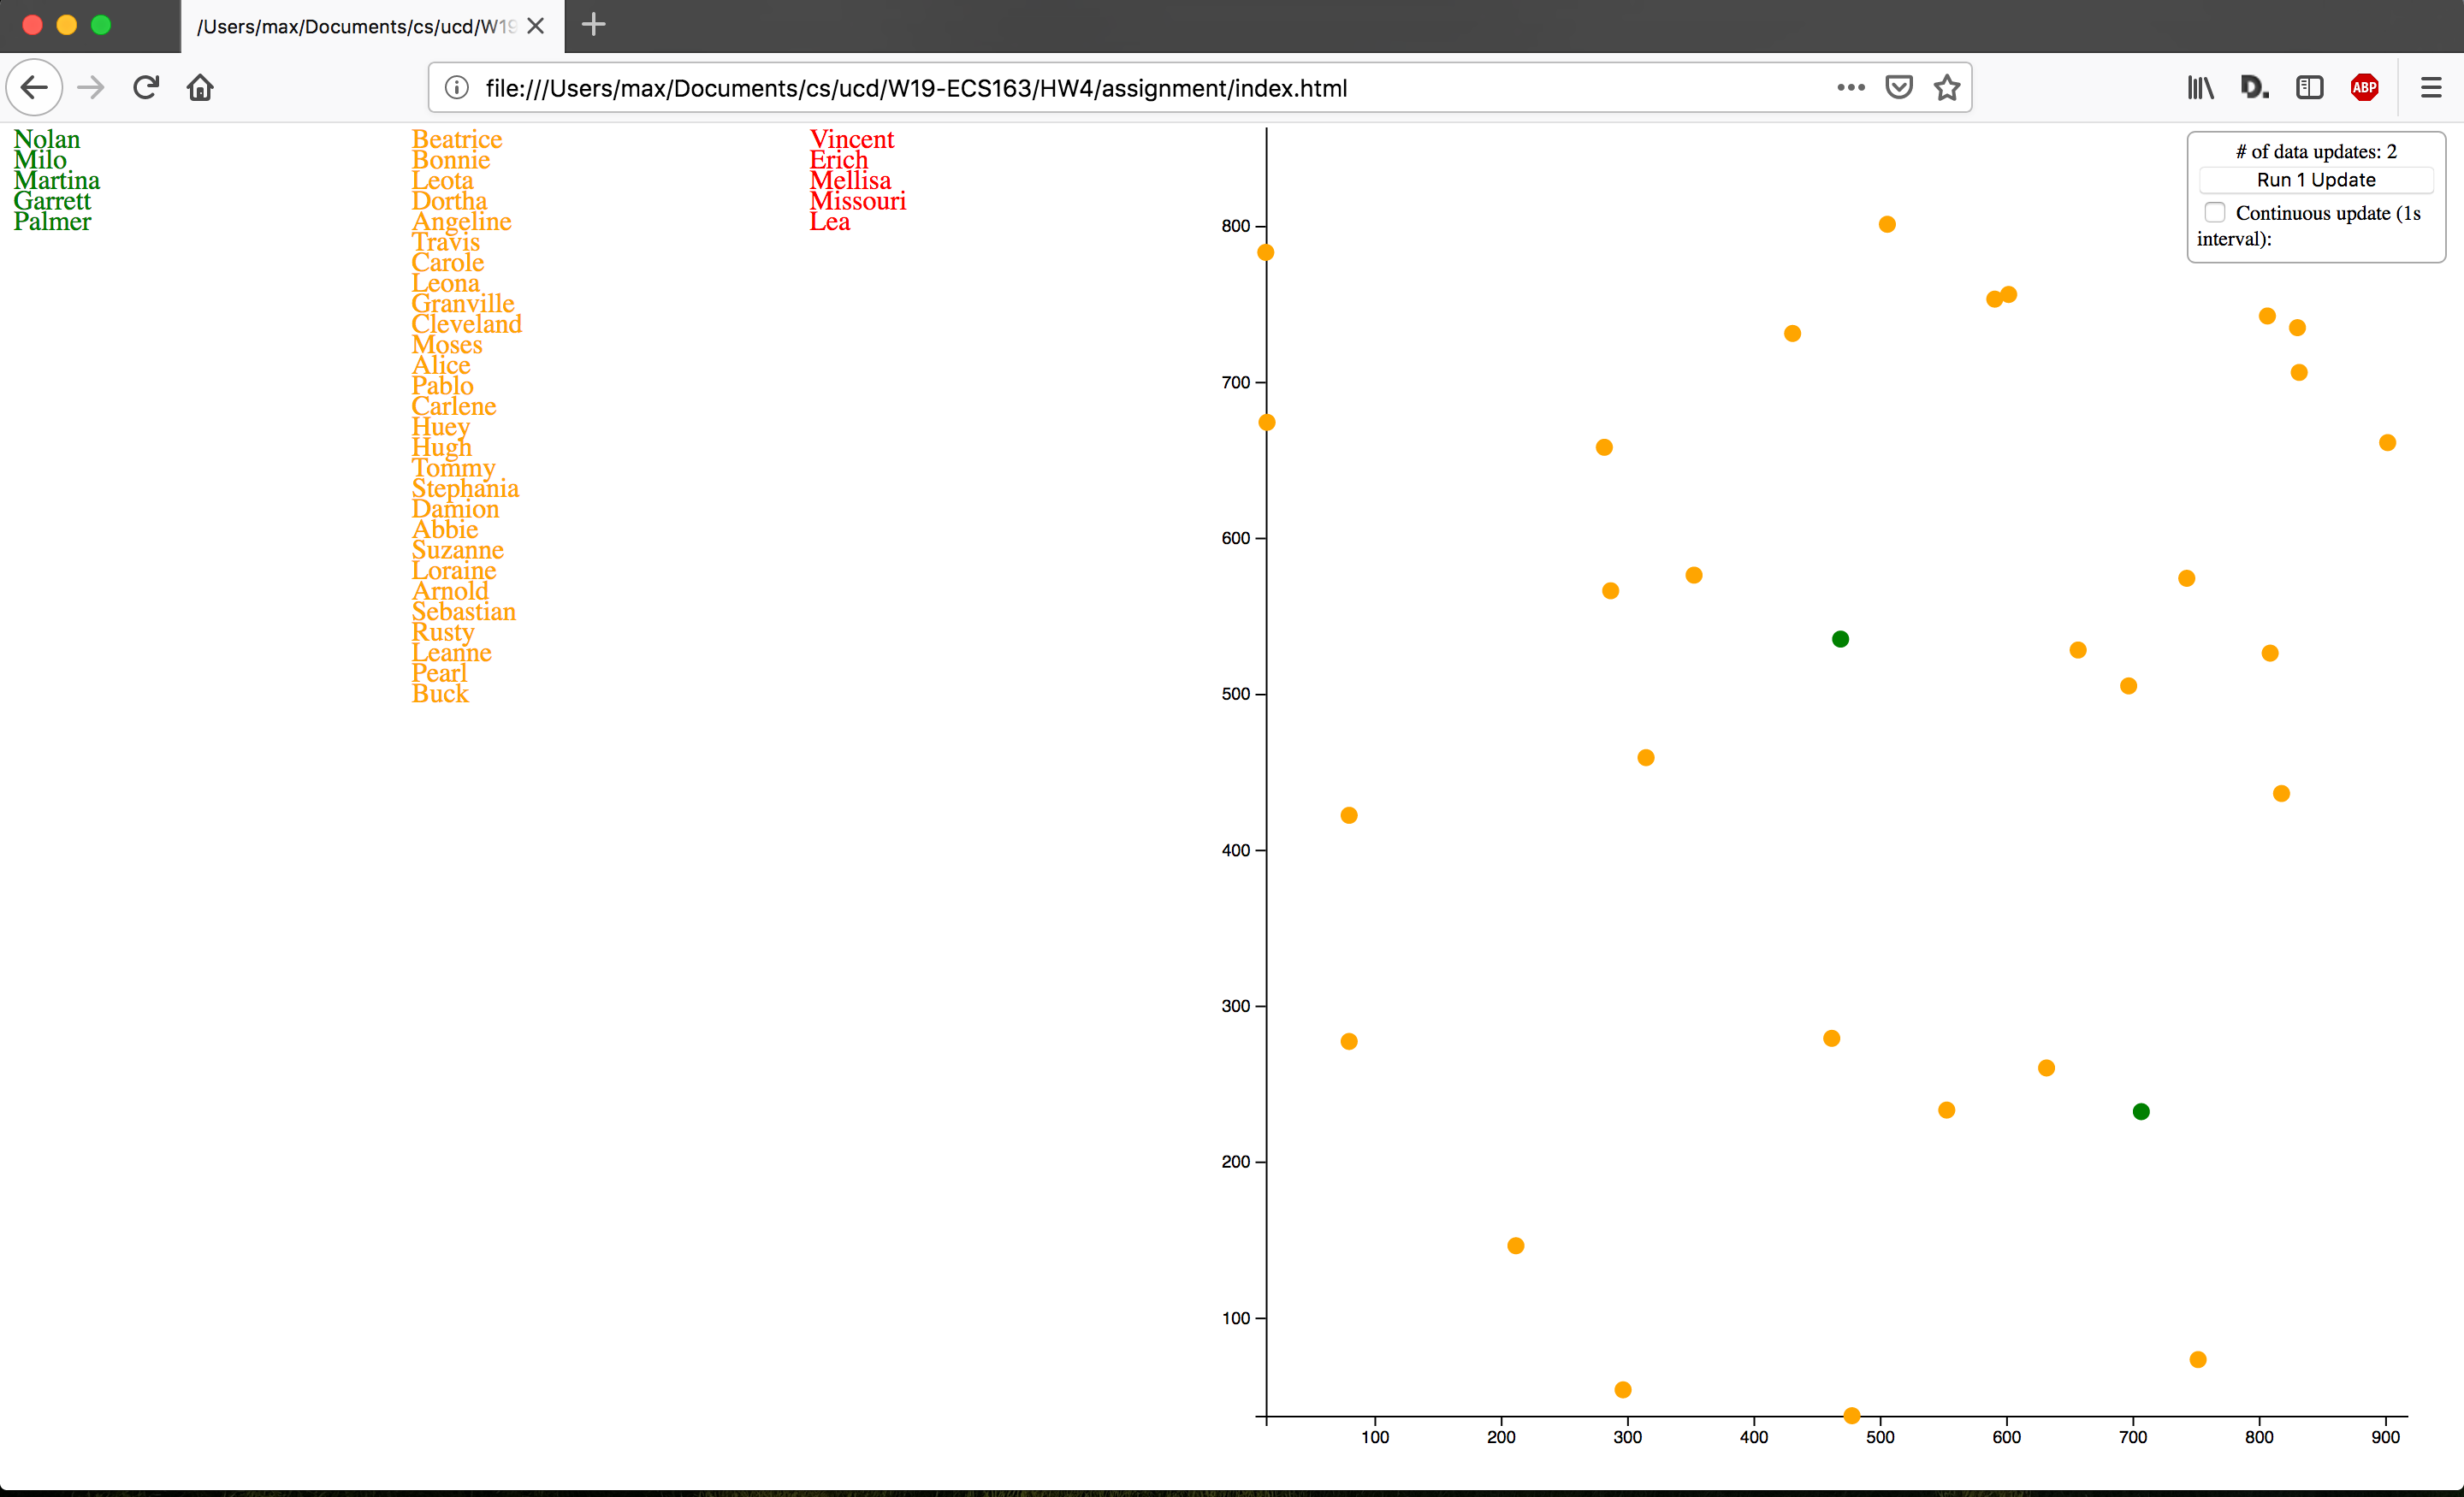 /Users/max/Documents/cs/ucd/W19
file:///Users/max/Documents/cs/ucd/W19-ECS163/HW4/assignment/index.html
D.
ABP
Nolan
Milo
Martina
Garrett
Palmer
Beatrice
Bonnie
Leota
Dortha
Angeline
Travis
Carole
Leona
Granville
Cleveland
Moses
Alice
Pablo
Carlene
Huey
Hugh
Tommy
Stephania
Damion
Abbie
Suzanne
Loraine
Arnold
Sebastian
Rusty
Leanne
Pearl
Buck
Vincent
Erich
Mellisa
Missouri
Lea
# of data updates: 2
Run 1 Update
Continuous update (1s
interval):
800
700
600
500
400
300
200
100
100 200 300 400 500 600 700 800 900